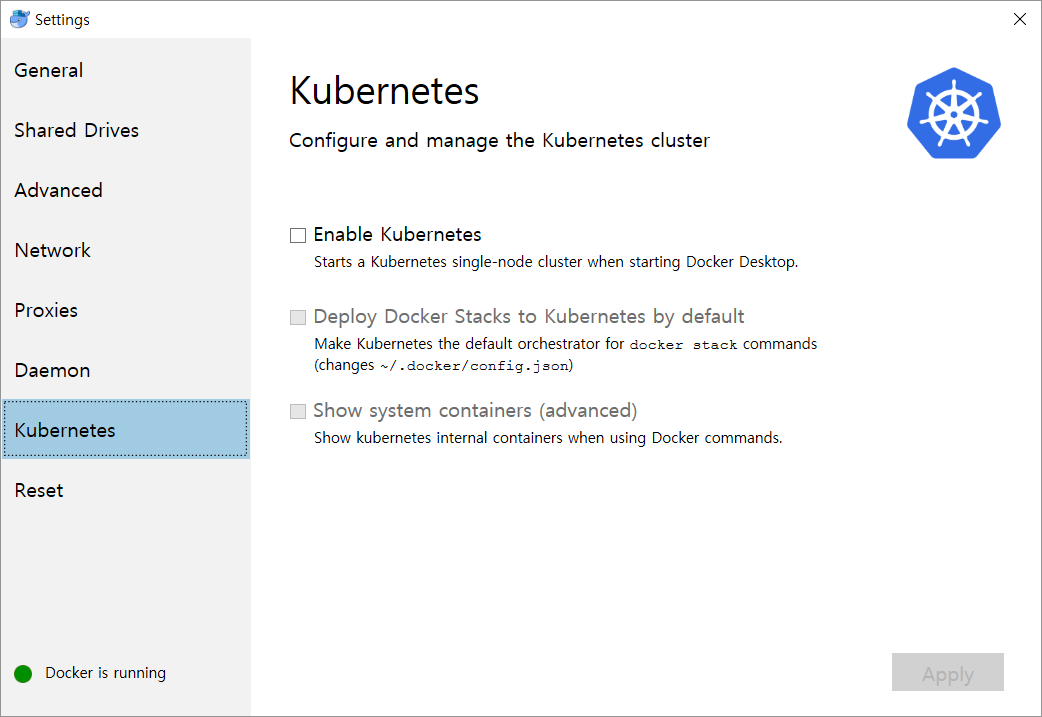 Settings
General
Shared Drives
Advanced
Network
Proxies
Daemon
Kubernetes
Reset
Docker is running
Kubernetes
Configure and manage the Kubernetes cluster
Enable Kubernetes
Starts a Kubernetes single-node cluster when starting Docker Desktop.
Deploy Docker Stacks to Kubernetes by default
Make Kubernetes the default orchestrator for docker stack commands
(changes ~/.docker/config.json)
Show system containers (advanced)
Show kubernetes internal containers when using Docker commands.
Apply